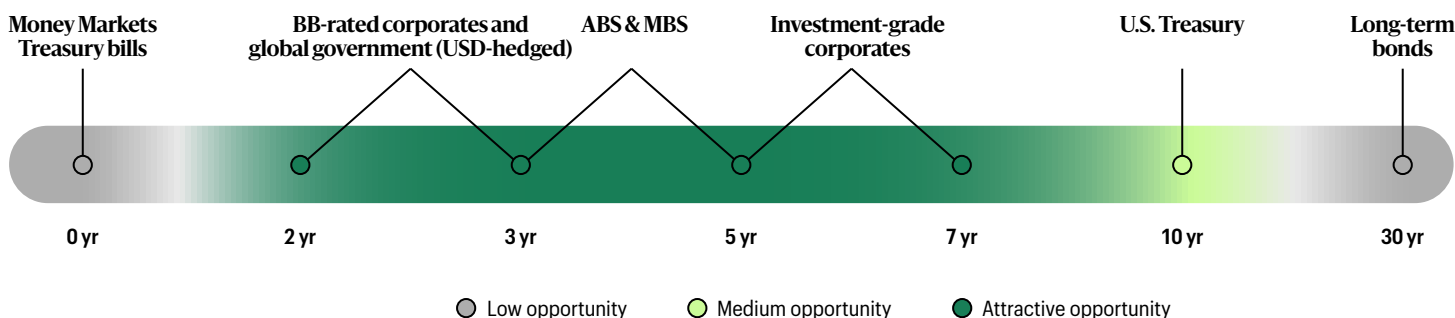 Money Markets
Treasury bills
BB-rated corporates and
global government (USD-hedged)
ABS & MBS
Investment-grade
corporates
U.S. Treasury
Long-term
bonds
0 yr
2 yr
3 yr
5 yr
7 yr
10 yr
30 yr
Low opportunity
Medium opportunity
Attractive opportunity